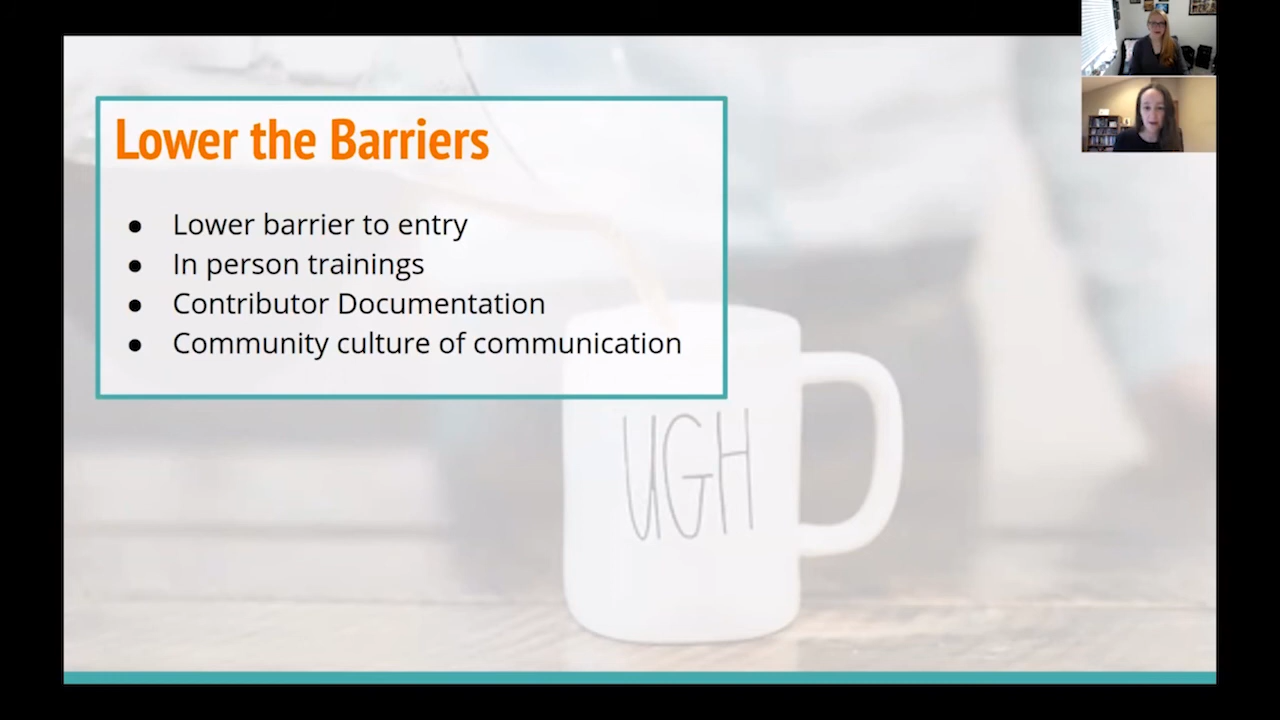 Lower the Barriers
● Lower barrier to entry
● In person trainings
● Contributor Documentation
● Community culture of communication
UGH